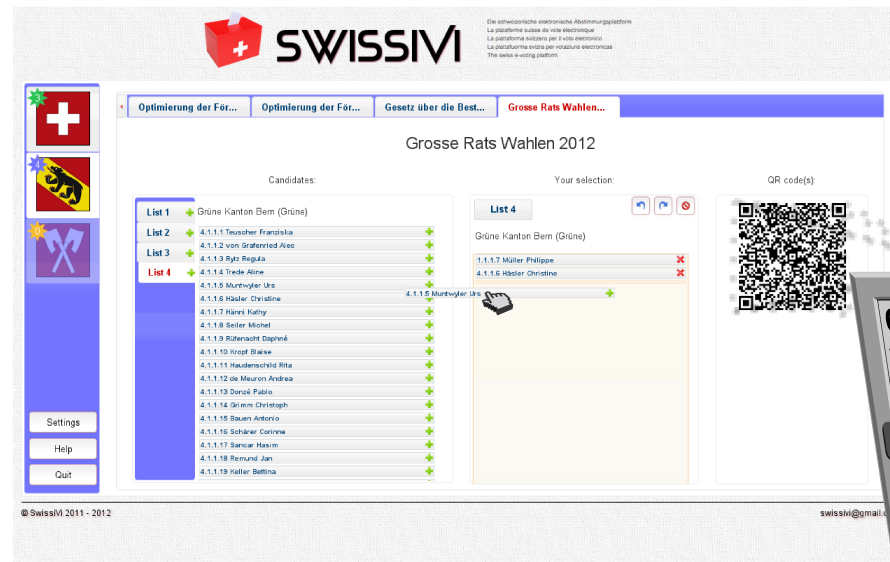 SWISSIVI
Die schweizerische elektronische Abstimmungsplattform
La plateforme suisse de vote électronique
La piattaforma svizzera per il voto elettronico
La plattafuorma svizra per votaziuns electronicas
The swiss e-voting platform
3
4
0
Optimierung der För...
Optimierung der För...
Gesetz über die Best...
Grosse Rats Wahlen...
Grosse Rats Wahlen 2012
Candidates:
Your selection:
QR code(s):
List 1
List 2
List 3
List 4
Grüne Kanton Bern (Grüne)
4.1.1.1 Teuscher Franziska
4.1.1.2 von Grafenried Alec
4.1.1.3 Rytz Regula
4.1.1.4 Trede Aline
4.1.1.5 Muntwyler Urs
4.1.1.6 Häsler Christine
4.1.1.7 Hänni Kathy
4.1.1.8 Seiler Michel
4.1.1.9 Rüfenacht Daphné
4.1.1.10 Kropf Blaise
4.1.1.11 Haudenschild Rita
4.1.1.12 de Meuron Andrea
4.1.1.13 Donzé Pablo
4.1.1.14 Grimm Christoph
4.1.1.15 Bauen Antonio
4.1.1.16 Schärer Corinne
4.1.1.17 Sancar Hasim
4.1.1.18 Remund Jan
4.1.1.19 Keller Bettina
List 4
Grüne Kanton Bern (Grüne)
1.1.1.7 Müller Philippe
4.1.1.6 Häsler Christine
4.1.1.5 Muntwyler Urs
Settings
Help
Quit
© SwissiVi 2011 - 2012
swissivi@gmail.c